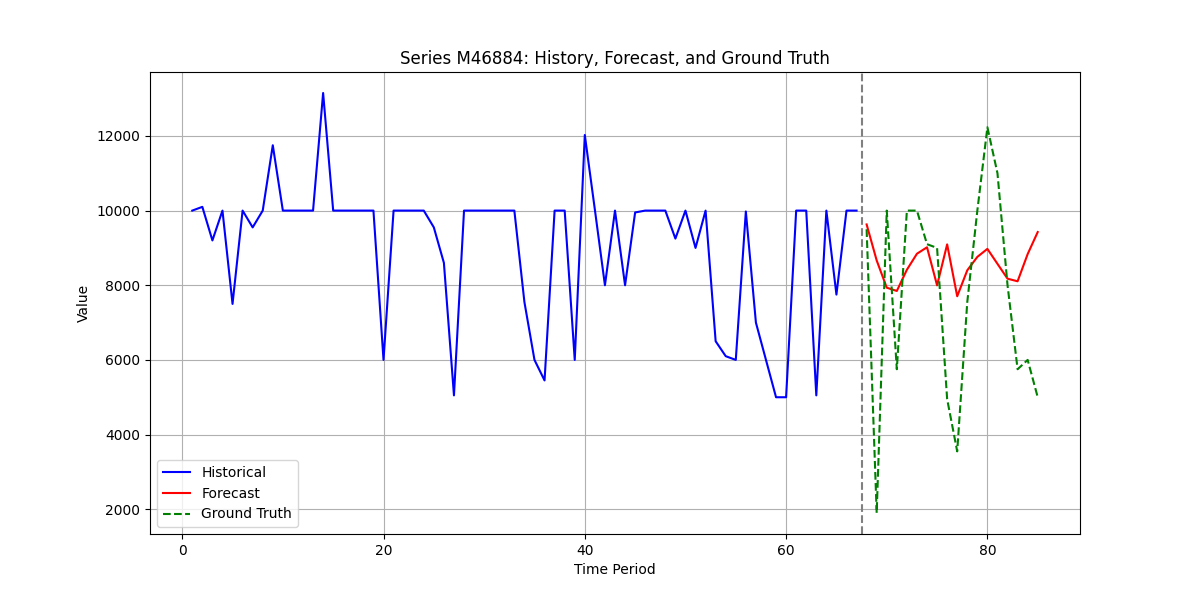 Series M46884: History, Forecast, and Ground Truth
Value
12000
10000
8000
6000
4000
2000
Historical
Forecast
Ground Truth
0 20 40 60 80
Time Period